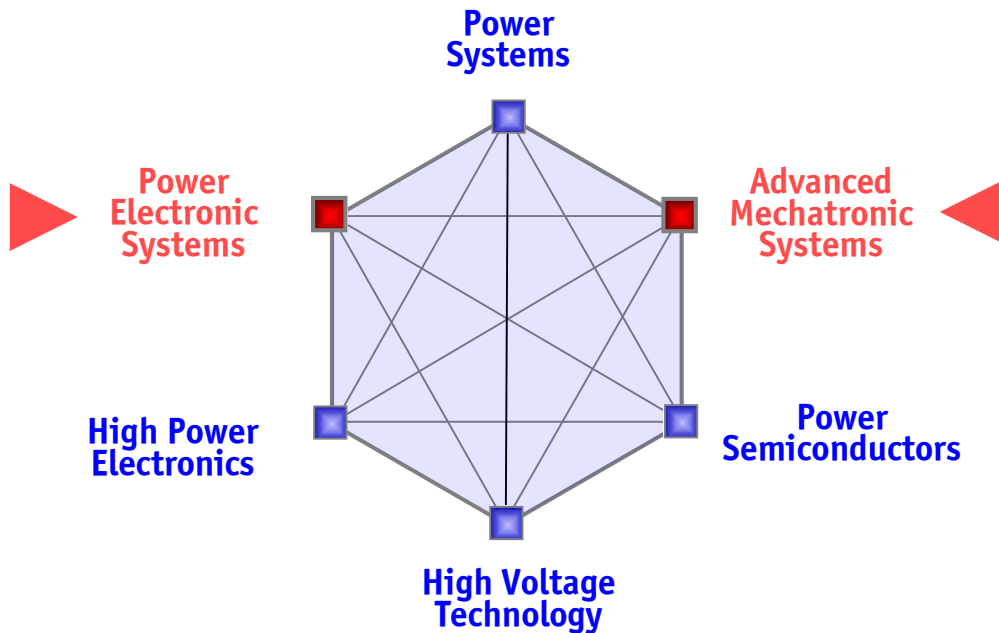 Power
Systems
Power
Electronic
Systems
Advanced
Mechatronic
Systems
High Power
Electronics
Power
Semiconductors
High Voltage
Technology